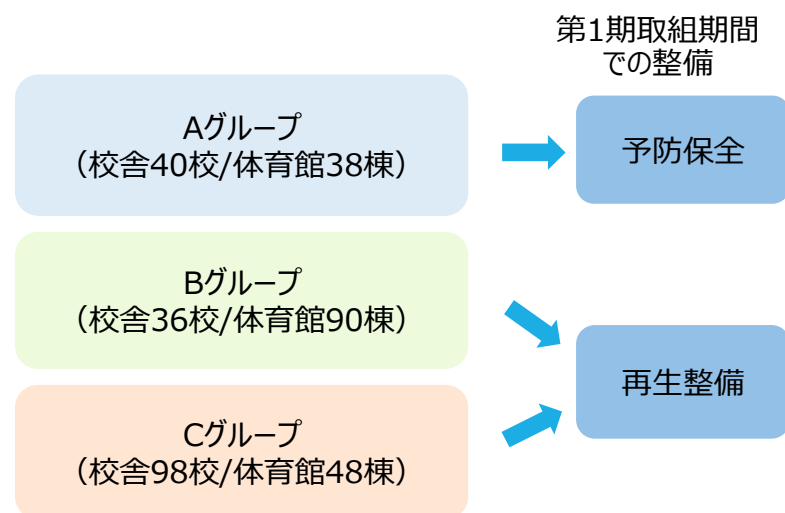 第1期取組期間
での整備
Aグループ
（校舎40校/体育館38棟）
予防保全
Bグループ
（校舎36校/体育館90棟）
再生整備
Cグループ
（校舎98校/体育館48棟）